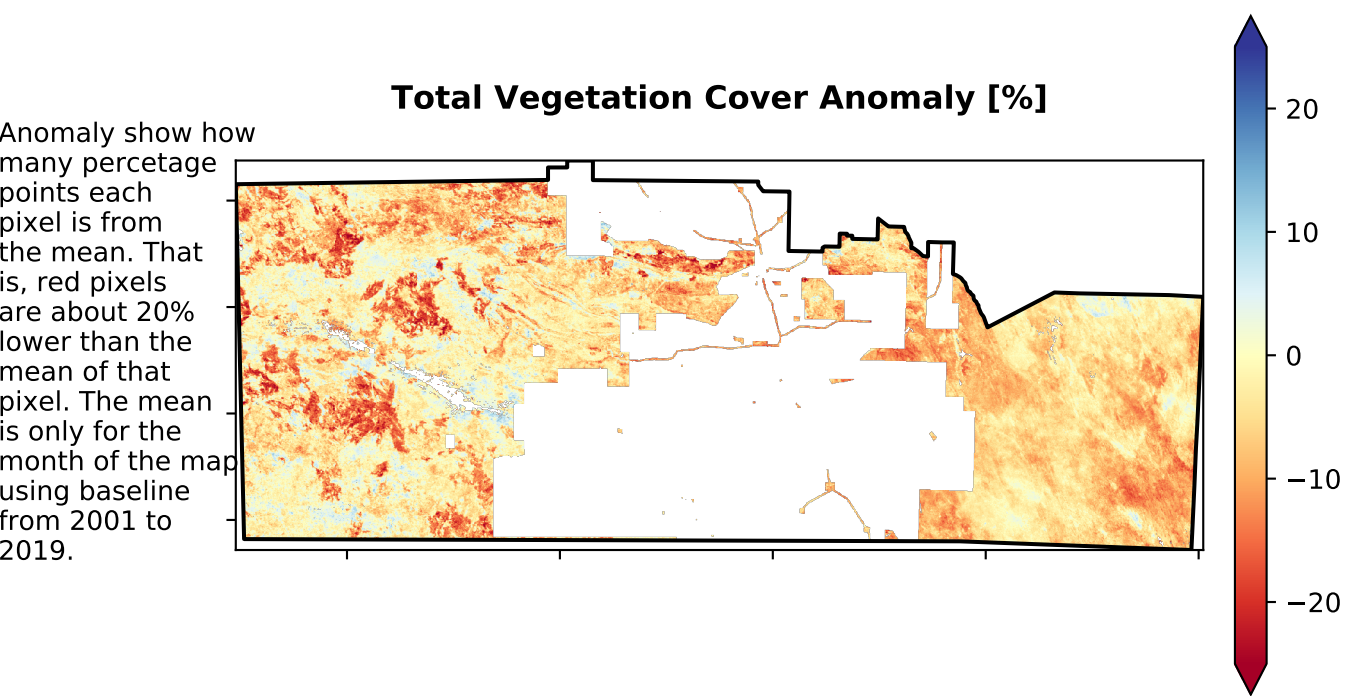 Total Vegetation Cover Anomaly [%]
Anomaly show how
many percetage
points each
pixel is from
the mean. That
is, red pixels
are about 20%
lower than the
mean of that
pixel. The mean
is only for the
month of the map
using baseline
from 2001 to
2019.
20
10
0
−10
−20